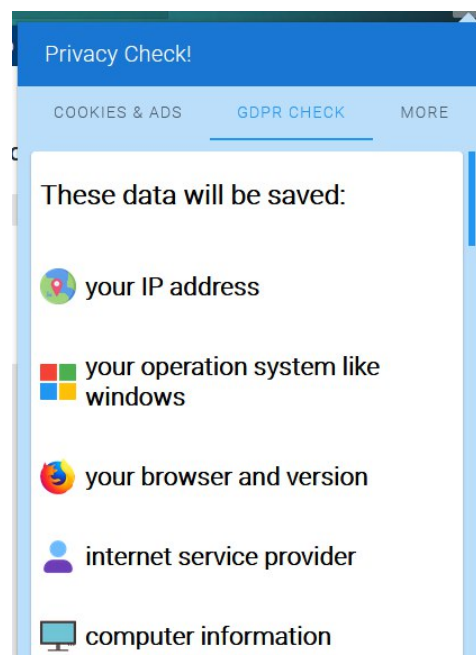 Privacy Check!
COOKIES & ADS GDPR CHECK MORE
These data will be saved:
your IP address
your operation system like
windows
your browser and version
internet service provider
computer information